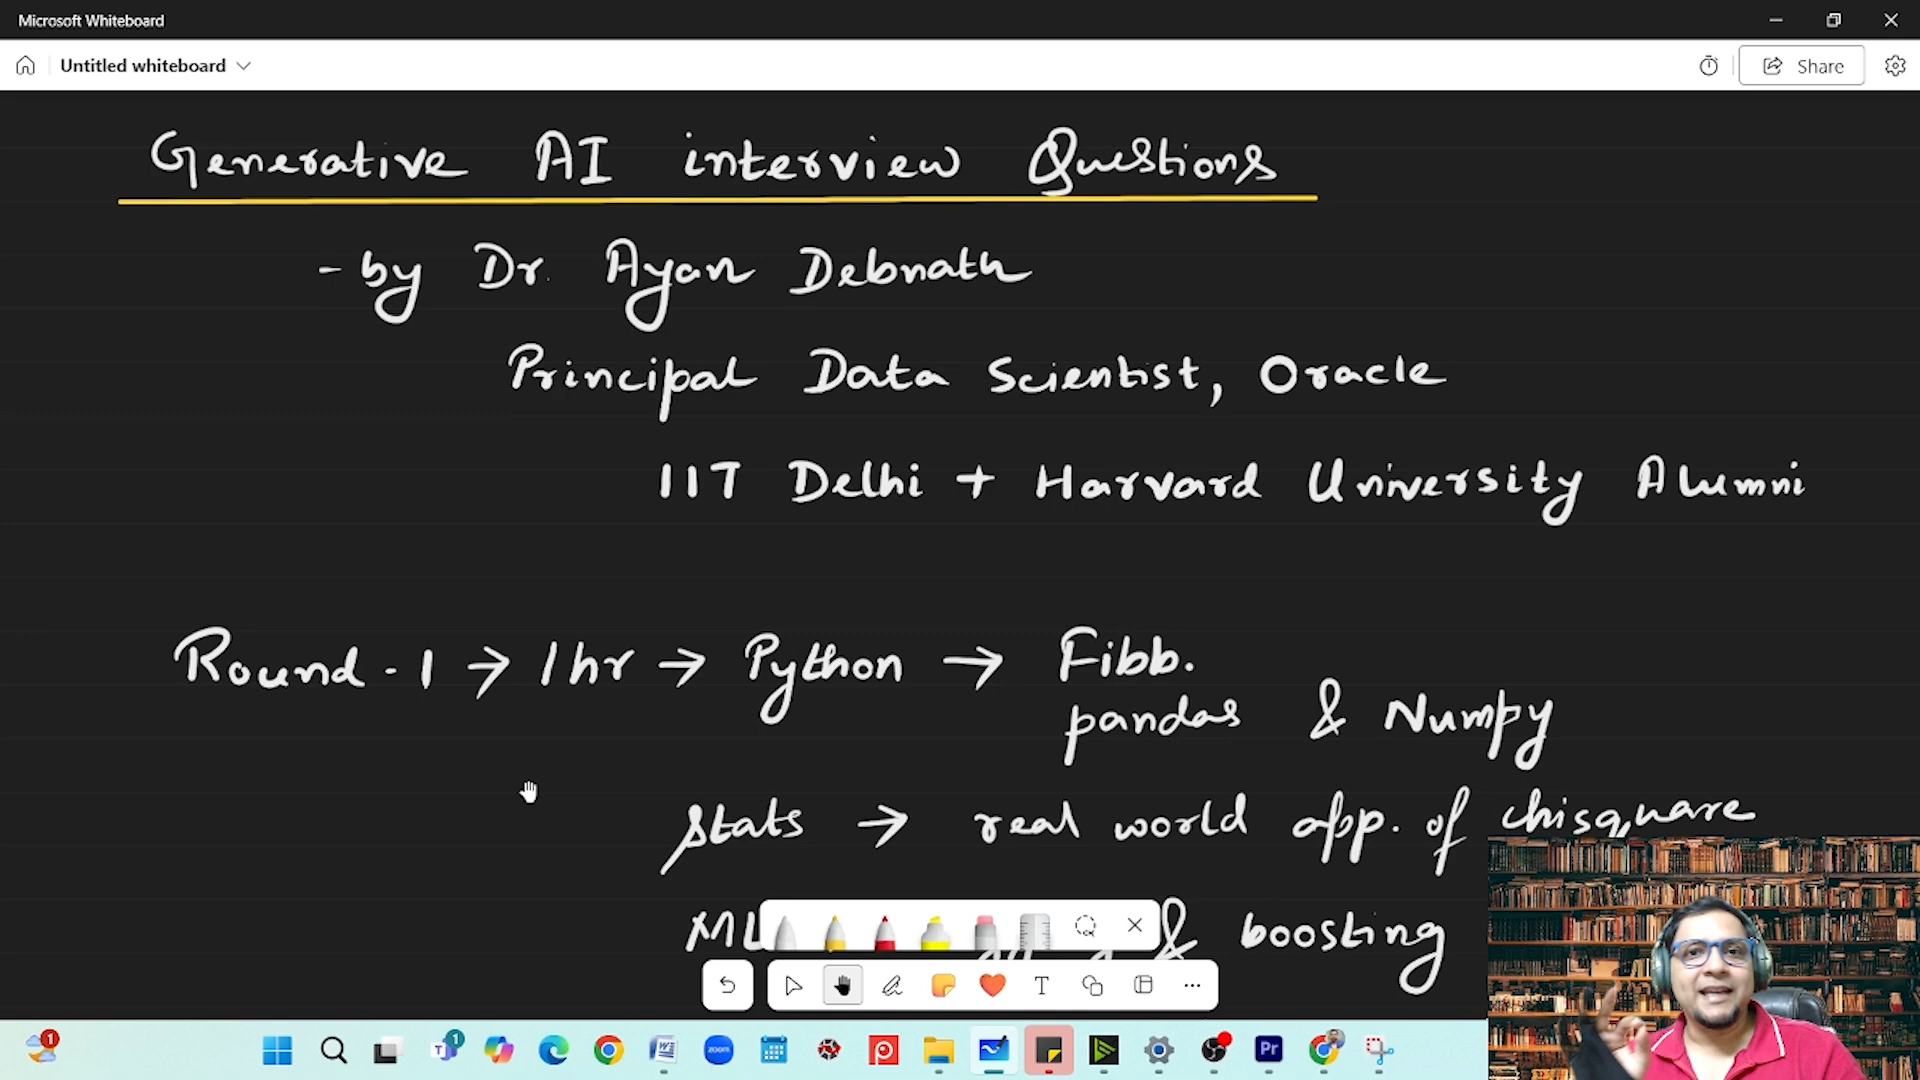 Microsoft Whiteboard
Untitled whiteboard
Share
Generative AI interview Questions
- by Dr. Ayan Debnath
Principal Data Scientist, Oracle
IIT Delhi + Harvard University Alumni
Round - 1 → 1hr → Python → Fibb.
pandas & Numpy
Stats → real world app. of chisquare
ML & boosting